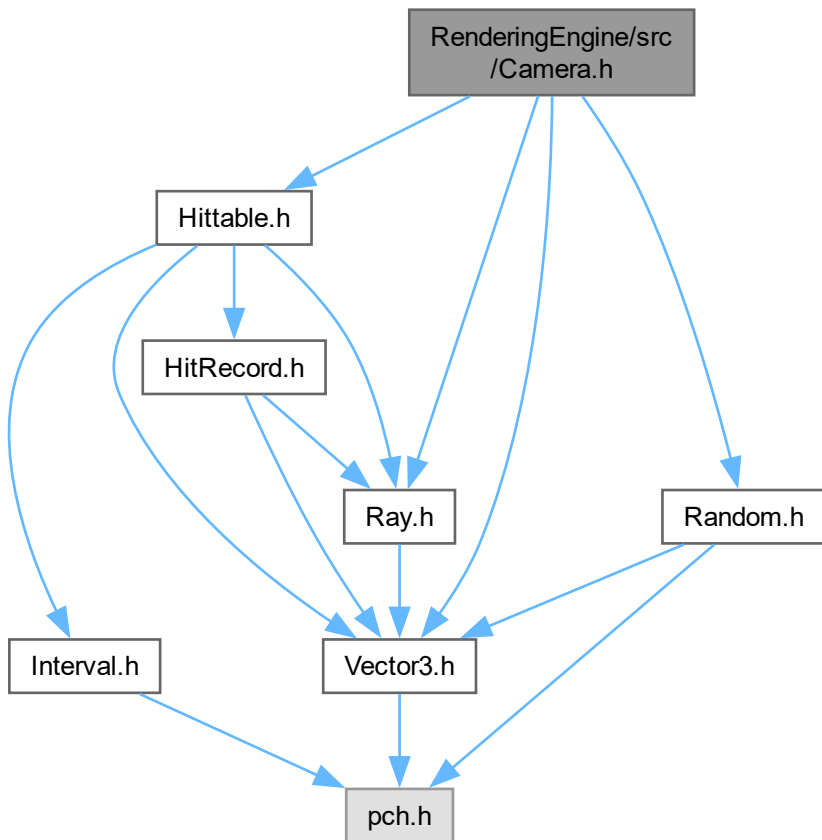 RenderingEngine/src
/Camera.h
Hittable.h
HitRecord.h
Ray.h
Random.h
Interval.h
Vector3.h
pch.h